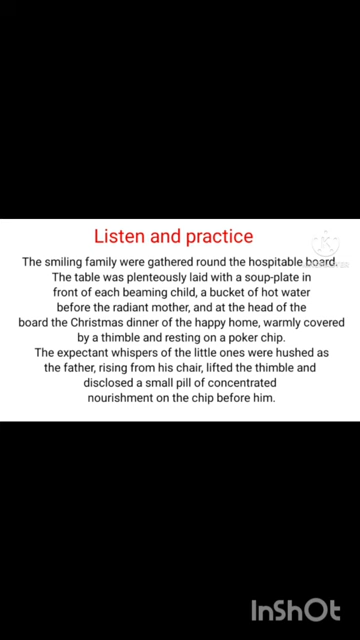 Listen and practice
The smiling family were gathered round the hospitable board.
The table was plenteously laid with a soup-plate in
front of each beaming child, a bucket of hot water
before the radiant mother, and at the head of the
board the Christmas dinner of the happy home, warmly covered
by a thimble and resting on a poker chip.
The expectant whispers of the little ones were hushed as
the father, rising from his chair, lifted the thimble and
disclosed a small pill of concentrated
nourishment on the chip before him.
InShOt